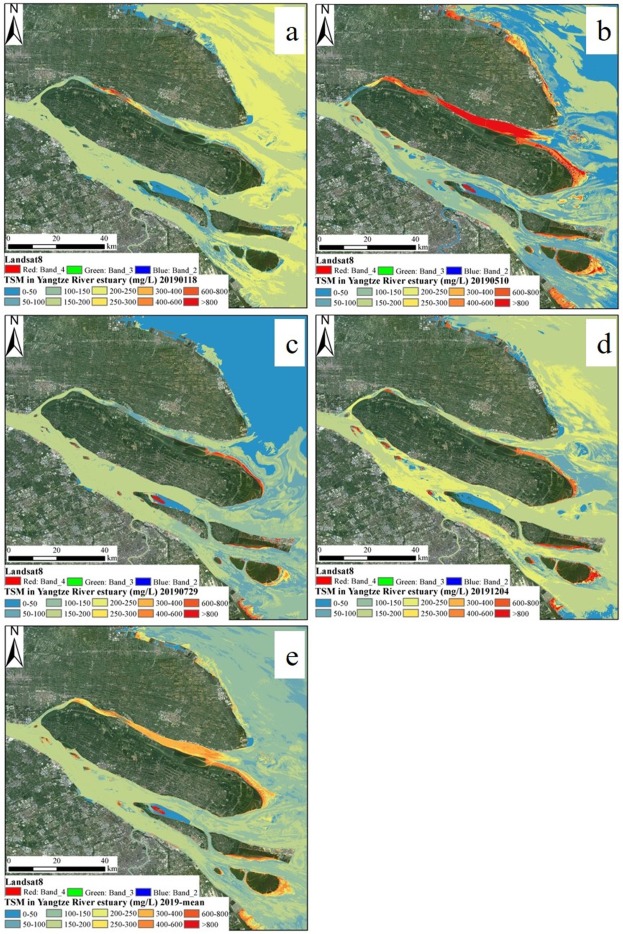 N
a
0 20 40
km
Landsat8
Red: Band_4 Green: Band_3 Blue: Band_2
TSM in Yangtze River estuary (mg/L) 20190118
0-50 100-150 200-250 300-400 600-800
50-100 150-200 250-300 400-600 >800
N
b
0 20 40
km
Landsat8
Red: Band_4 Green: Band_3 Blue: Band_2
TSM in Yangtze River estuary (mg/L) 20190510
0-50 100-150 200-250 300-400 600-800
50-100 150-200 250-300 400-600 >800
N
c
0 20 40
km
Landsat8
Red: Band_4 Green: Band_3 Blue: Band_2
TSM in Yangtze River estuary (mg/L) 20190729
0-50 100-150 200-250 300-400 600-800
50-100 150-200 250-300 400-600 >800
N
d
0 20 40
km
Landsat8
Red: Band_4 Green: Band_3 Blue: Band_2
TSM in Yangtze River estuary (mg/L) 20191204
0-50 100-150 200-250 300-400 600-800
50-100 150-200 250-300 400-600 >800
N
e
0 20 40
km
Landsat8
Red: Band_4 Green: Band_3 Blue: Band_2
TSM in Yangtze River estuary (mg/L) 2019-mean
0-50 100-150 200-250 300-400 600-800
50-100 150-200 250-300 400-600 >800